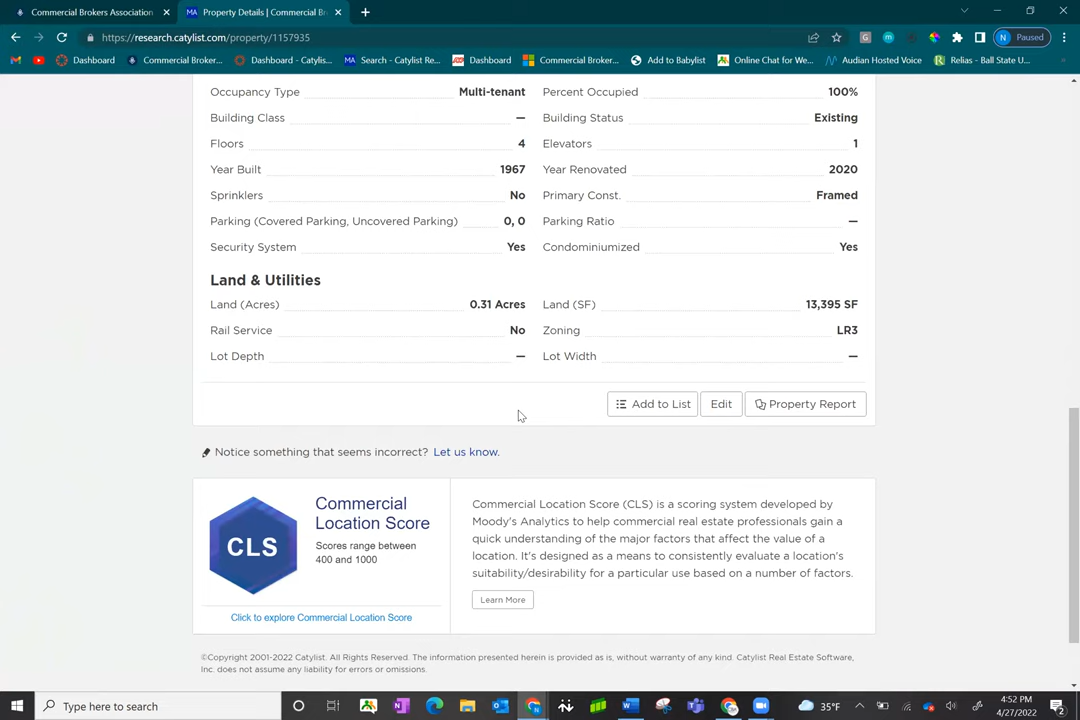 Commercial Brokers Association
Property Details | Commercial Br
https://research.catylist.com/property/1157935
Paused
Dashboard
Commercial Broker...
Dashboard - Catylis...
Search - Catylist Re...
Dashboard
Commercial Broker...
Add to Babylist
Online Chat for We...
Audian Hosted Voice
Relias - Ball State U...
Occupancy Type Multi-tenant
Percent Occupied 100%
Building Class —
Building Status Existing
Floors 4
Elevators 1
Year Built 1967
Year Renovated 2020
Sprinklers No
Primary Const. Framed
Parking (Covered Parking, Uncovered Parking) 0, 0
Parking Ratio —
Security System Yes
Condominiumized Yes
Land & Utilities
Land (Acres) 0.31 Acres
Land (SF) 13,395 SF
Rail Service No
Zoning LR3
Lot Depth —
Lot Width —
Add to List
Edit
Property Report
Notice something that seems incorrect? Let us know.
CLS
Commercial
Location Score
Scores range between
400 and 1000
Click to explore Commercial Location Score
Commercial Location Score (CLS) is a scoring system developed by
Moody's Analytics to help commercial real estate professionals gain a
quick understanding of the major factors that affect the value of a
location. It's designed as a means to consistently evaluate a location's
suitability/desirability for a particular use based on a number of factors.
Learn More
©Copyright 2001-2022 Catylist. All Rights Reserved. The information presented herein is provided as is, without warranty of any kind. Catylist Real Estate Software,
Inc. does not assume any liability for errors or omissions.
Type here to search
35°F
4:52 PM
4/27/2022